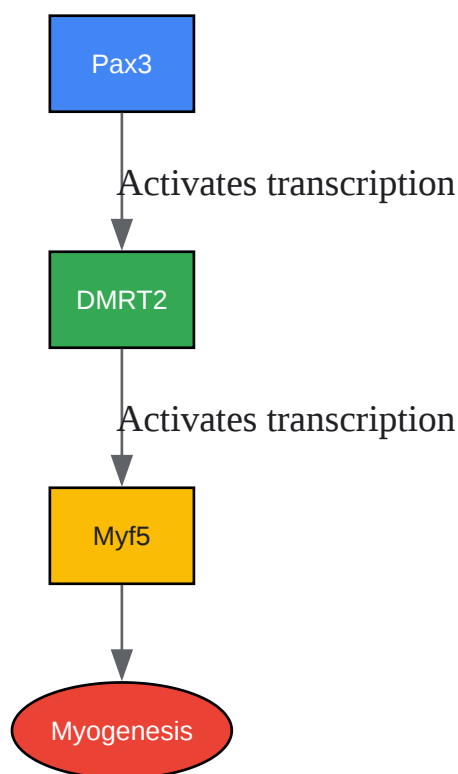 Pax3
Activates transcription
DMRT2
Activates transcription
Myf5
Myogenesis